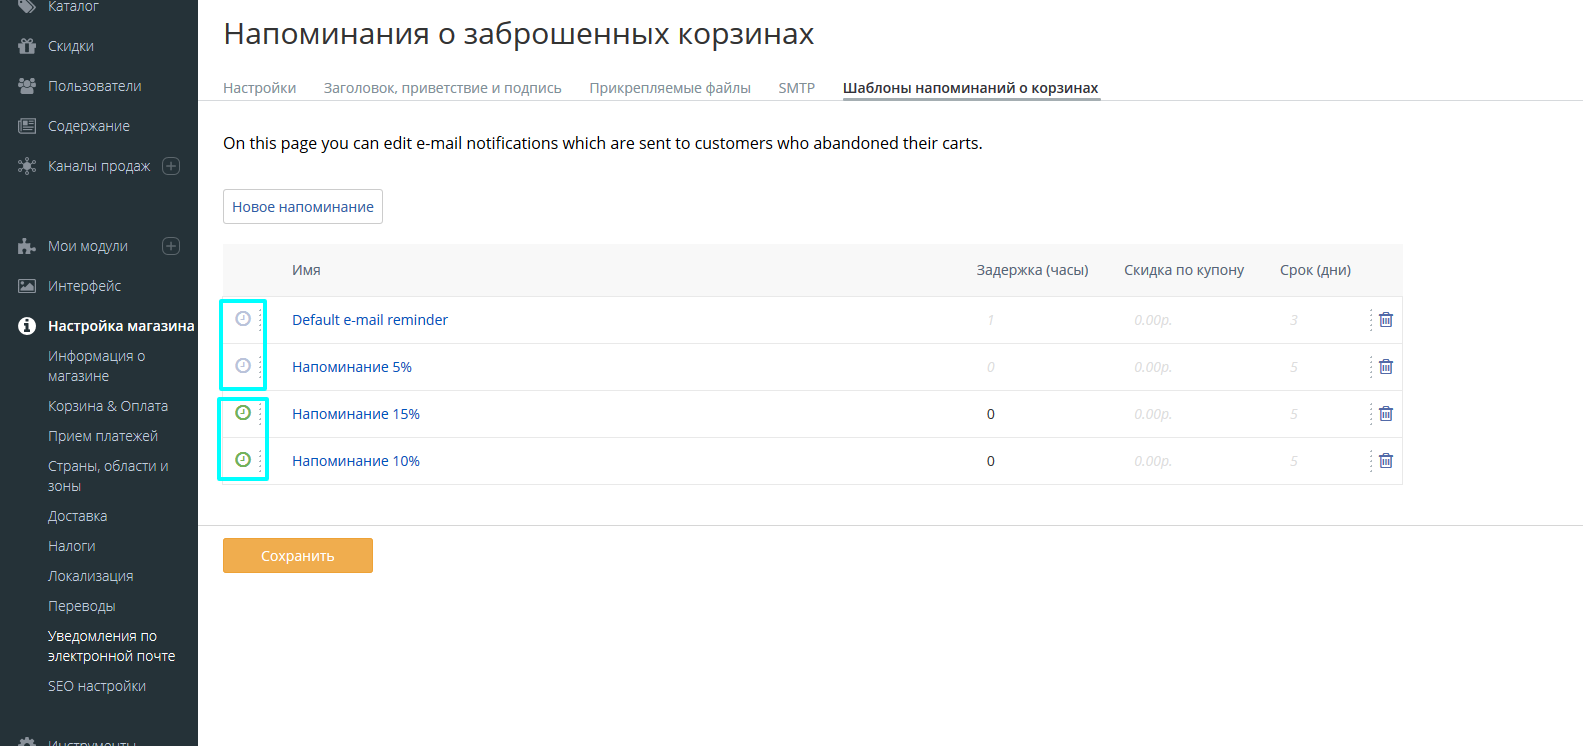 Каталог
Скидки
Пользователи
Содержание
Каналы продаж
Мои модули
Интерфейс
Настройка магазина
Информация о
магазине
Корзина & Оплата
Прием платежей
Страны, области и
зоны
Доставка
Налоги
Локализация
Переводы
Уведомления по
электронной почте
SEO настройки
Инструменты
Напоминания о заброшенных корзинах
Настройки Заголовок, приветствие и подпись Прикрепляемые файлы SMTP Шаблоны напоминаний о корзинах
On this page you can edit e-mail notifications which are sent to customers who abandoned their carts.
Новое напоминание
Имя Задержка (часы) Скидка по купону Срок (дни)
Default e-mail reminder 1 0.00р. 3
Напоминание 5% 0 0.00р. 5
Напоминание 15% 0 0.00р. 5
Напоминание 10% 0 0.00р. 5
Сохранить